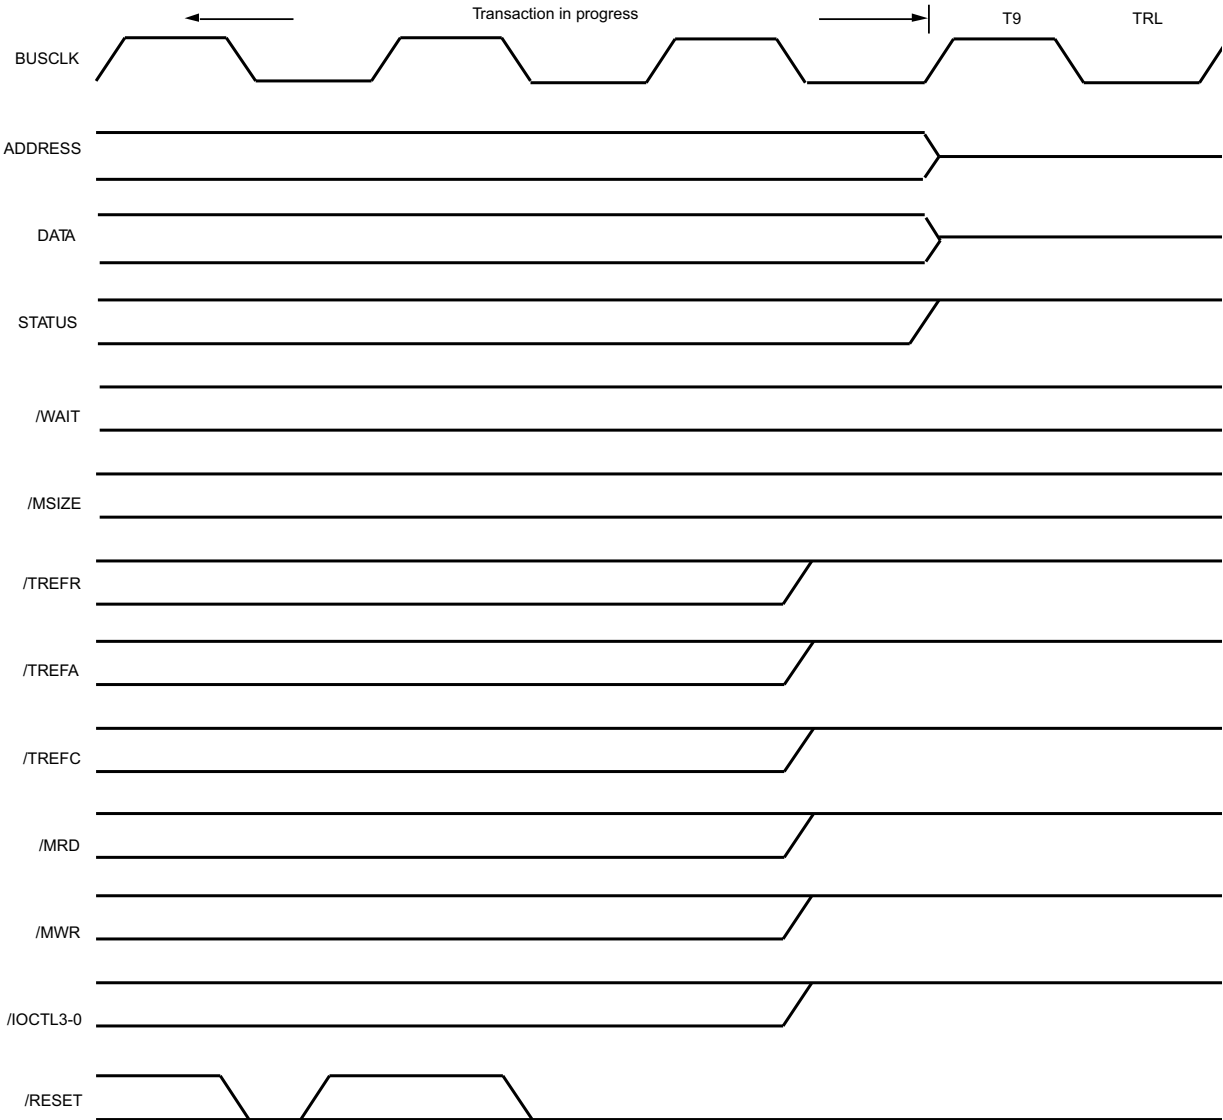 Transaction in progress T9 TRL
BUSCLK
ADDRESS
DATA
STATUS
/WAIT
/MSIZE
/TREFR
/TREFA
/TREFC
/MRD
/MWR
/IOCTL3-0
/RESET